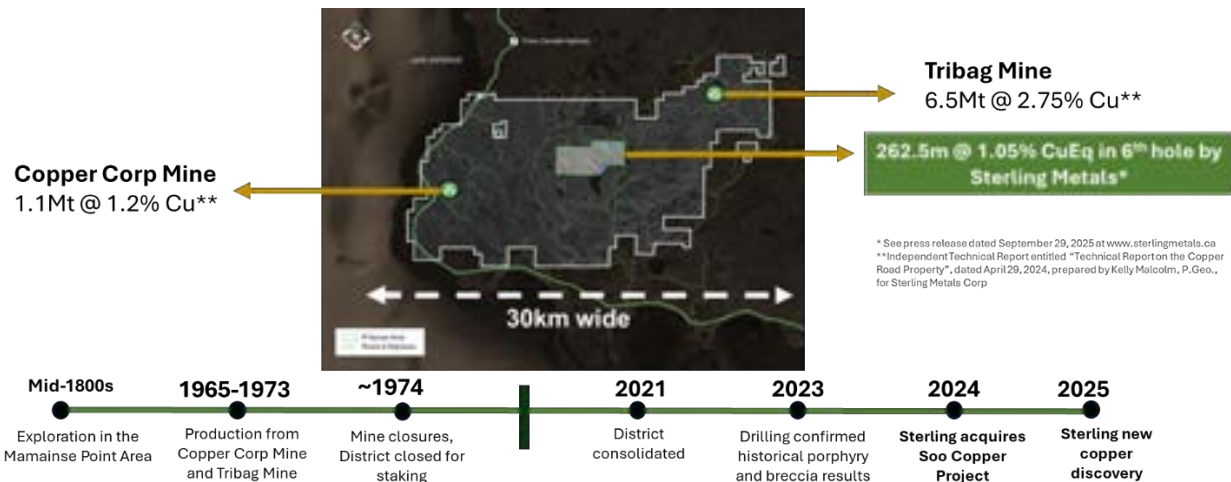 Tribag Mine
6.5Mt @ 2.75% Cu**
262.5m @ 1.05% CuEq in 6th hole by
Sterling Metals*
Copper Corp Mine
1.1Mt @ 1.2% Cu**
* See press release dated September 29, 2025 at www.sterlingmetals.ca
**Independent Technical Report entitled "Technical Report on the Copper
Road Property", dated April 29, 2024, prepared by Kelly Malcolm, P.Geo.,
for Sterling Metals Corp
30km wide
Mid-1800s
Exploration in the
Mamainse Point Area
1965-1973
Production from
Copper Corp Mine
and Tribag Mine
~1974
Mine closures,
District closed for
staking
2021
District
consolidated
2023
Drilling confirmed
historical porphyry
and breccia results
2024
Sterling acquires
Soo Copper
Project
2025
Sterling new
copper
discovery